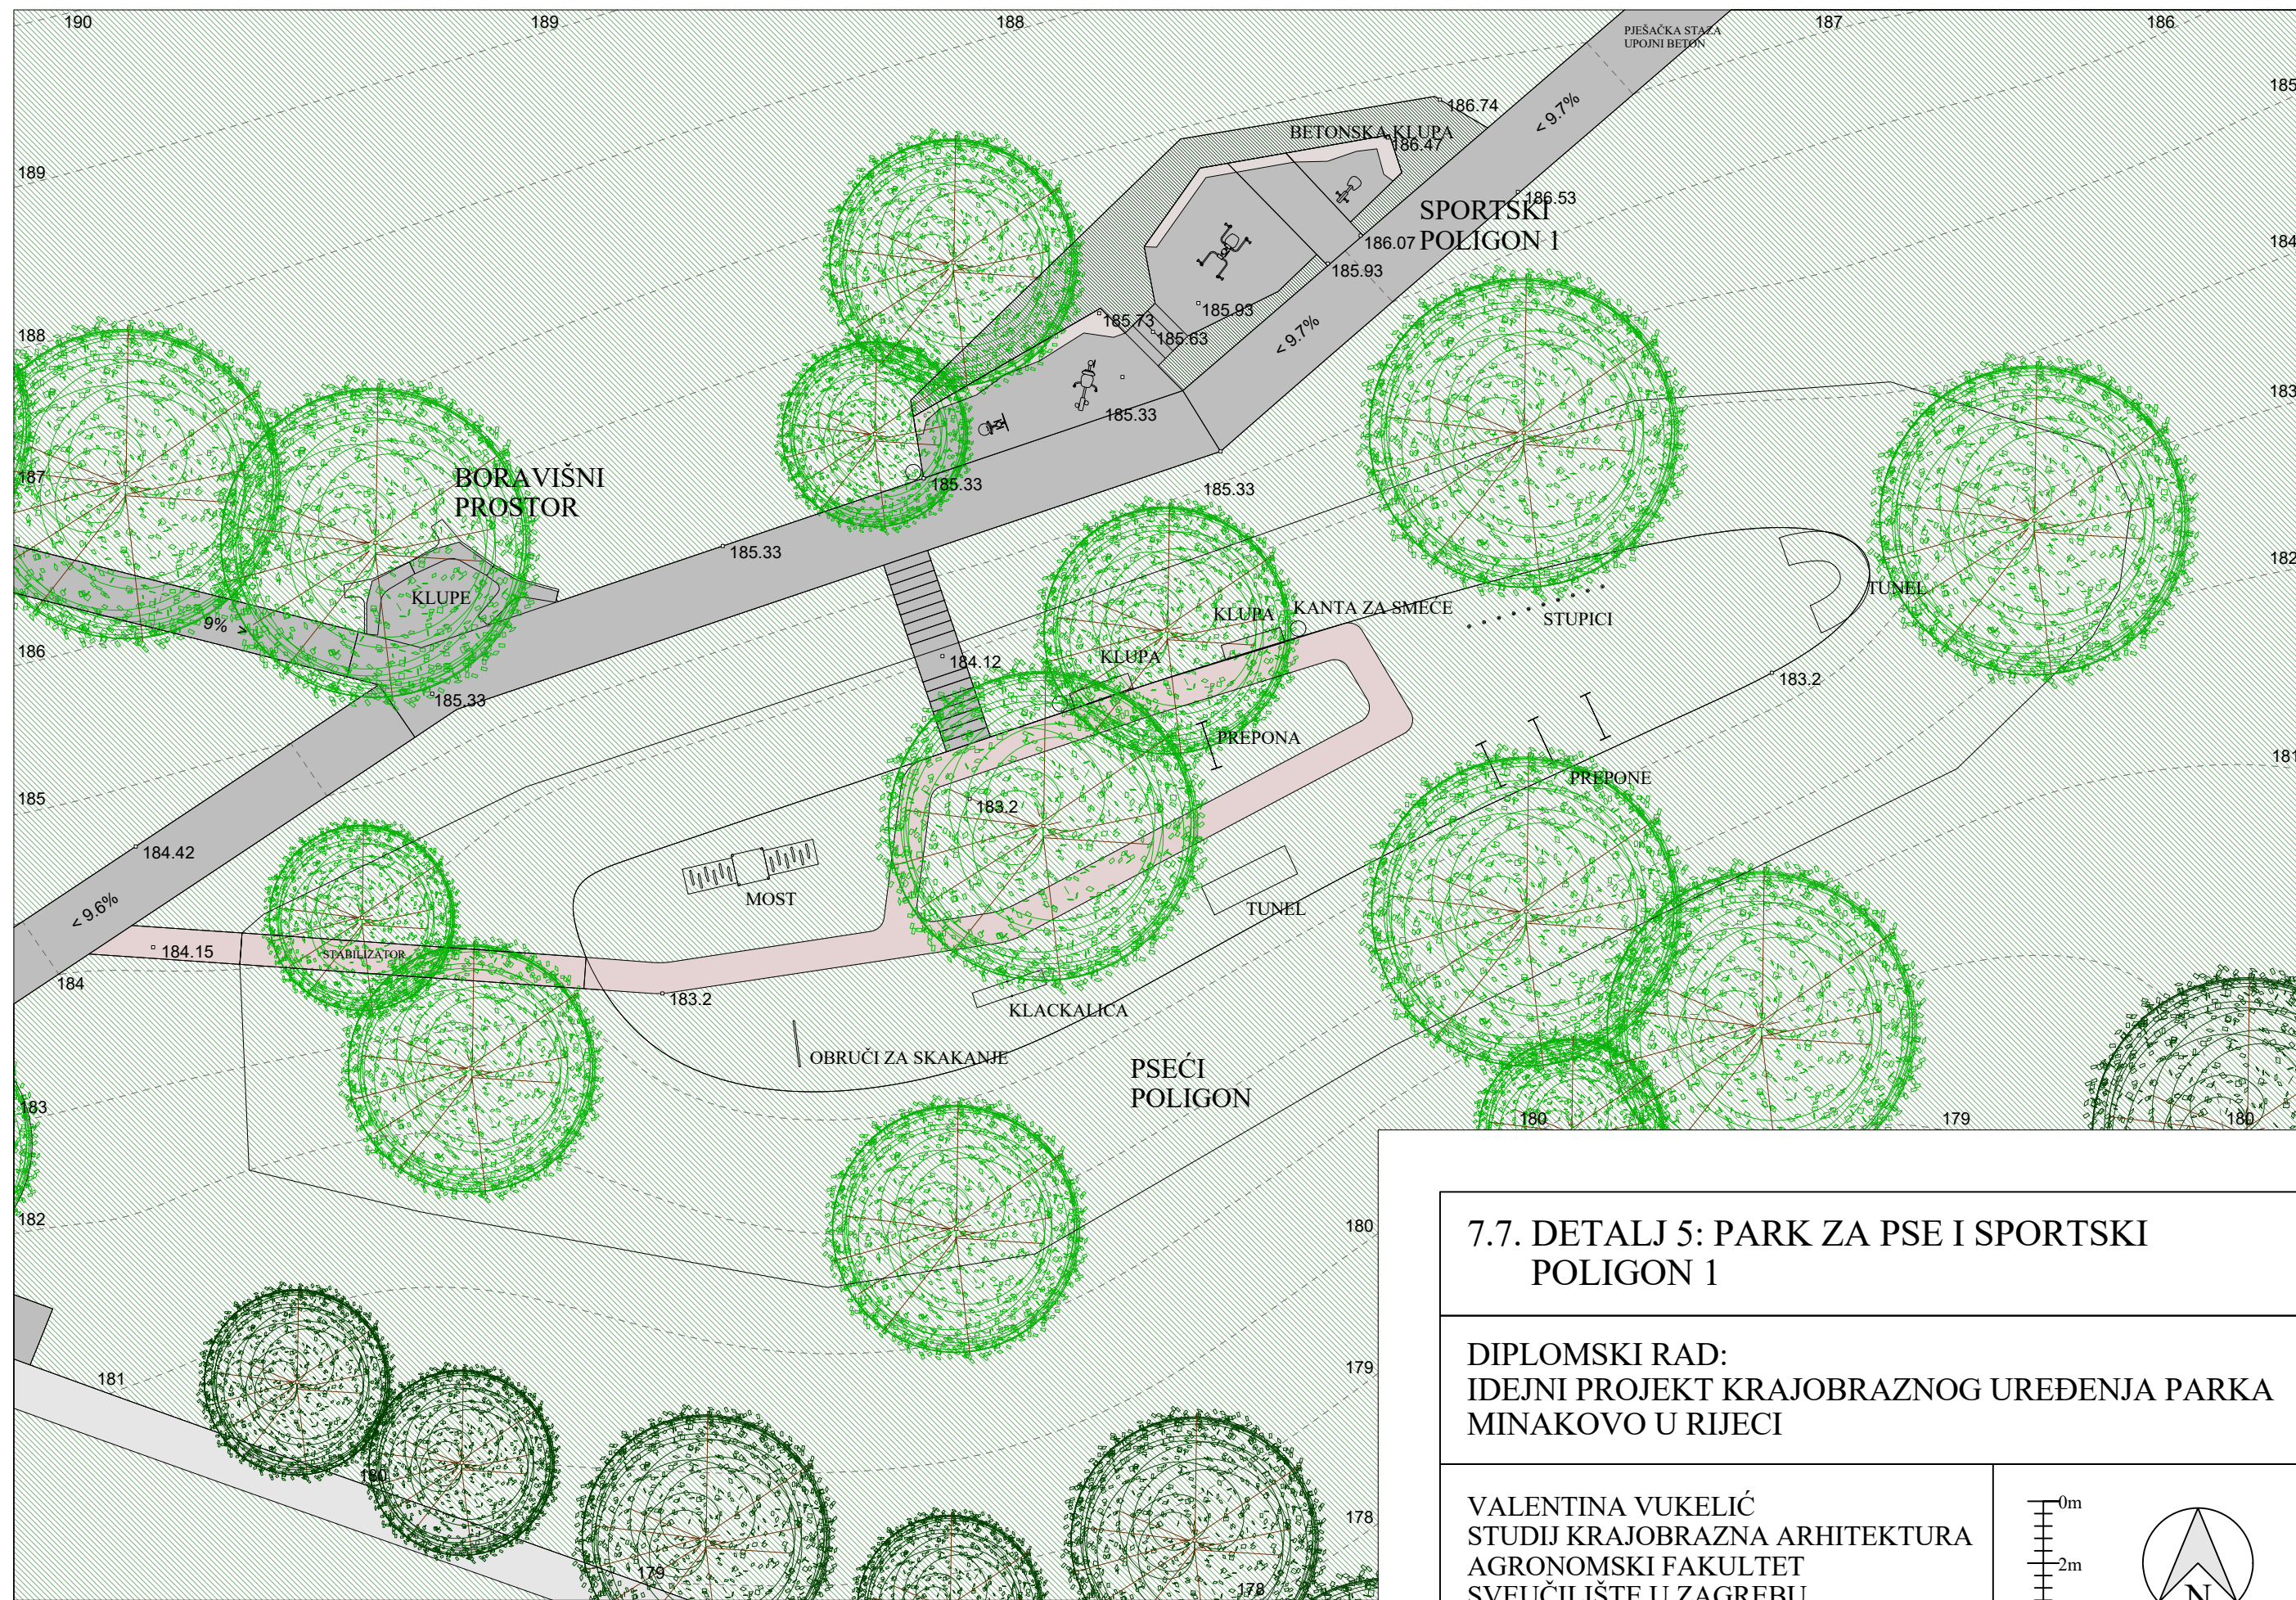 190
189
188
187
186
PJEŠAČKA STAZA
UPOJNI BETON
185
< 9.7%
186.74
BETONSKA KLUPA
186.47
189
186.53
SPORTSKI
POLIGON 1
186.07
184
185.93
185.93
185.73
185.63
< 9.7%
188
183
185.33
BORAVIŠNI
PROSTOR
187
185.33
185.33
185.33
182
KLUPE
TUNEL
KLUPA
KANTA ZA SMEĆE
STUPICI
9% >
186
KLUPA
184.12
183.2
185.33
PREPONA
181
PREPONE
185
183.2
184.42
MOST
TUNEL
< 9.6%
184.15
STABILIZATOR
184
183.2
KLACKALICA
OBRUČI ZA SKAKANJE
PSEĆI
POLIGON
183
180
179
180
182
180
181
179
180
178
179
178
7.7. DETALJ 5: PARK ZA PSE I SPORTSKI
POLIGON 1
DIPLOMSKI RAD:
IDEJNI PROJEKT KRAJOBRAZNOG UREĐENJA PARKA
MINAKOVO U RIJECI
VALENTINA VUKELIĆ
STUDIJ KRAJOBRAZNA ARHITEKTURA
AGRONOMSKI FAKULTET
SVEUČILIŠTE U ZAGREBU
0m
2m
N